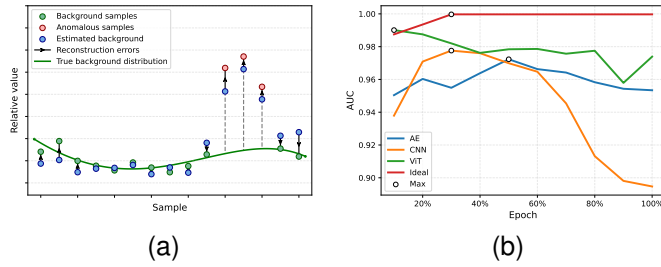 Background samples
Anomalous samples
Estimated background
Reconstruction errors
True background distribution
Relative value
Sample
(a)
1.00
0.98
0.96
0.94
0.92
0.90
AUC
AE
CNN
ViT
Ideal
Max
20% 40% 60% 80% 100%
Epoch
(b)